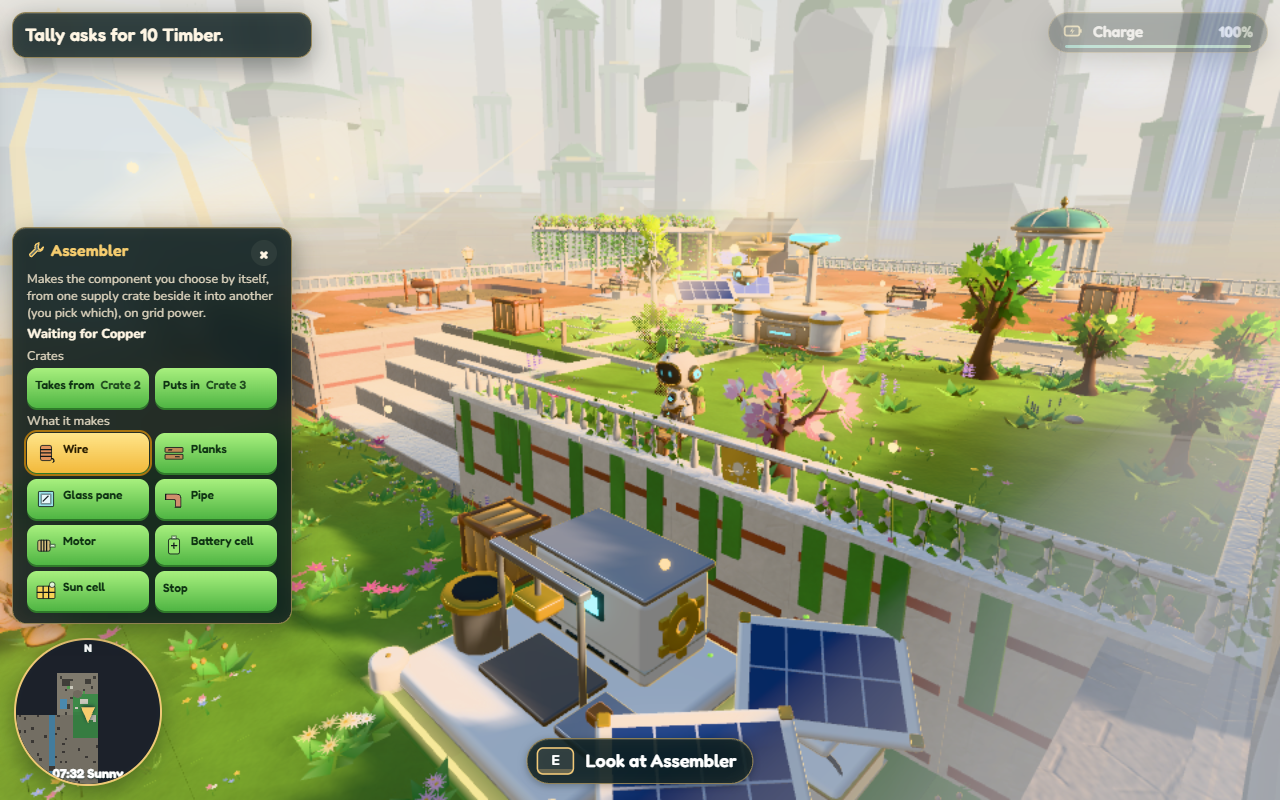 Tally asks for 10 Timber.
Charge 100%
Assembler
Makes the component you choose by itself,
from one supply crate beside it into another
(you pick which), on grid power.
Waiting for Copper
Crates
Takes from Crate 2
Puts in Crate 3
What it makes
Wire
Planks
Glass pane
Pipe
Motor
Battery cell
Sun cell
Stop
N
07:32 Sunny
E Look at Assembler